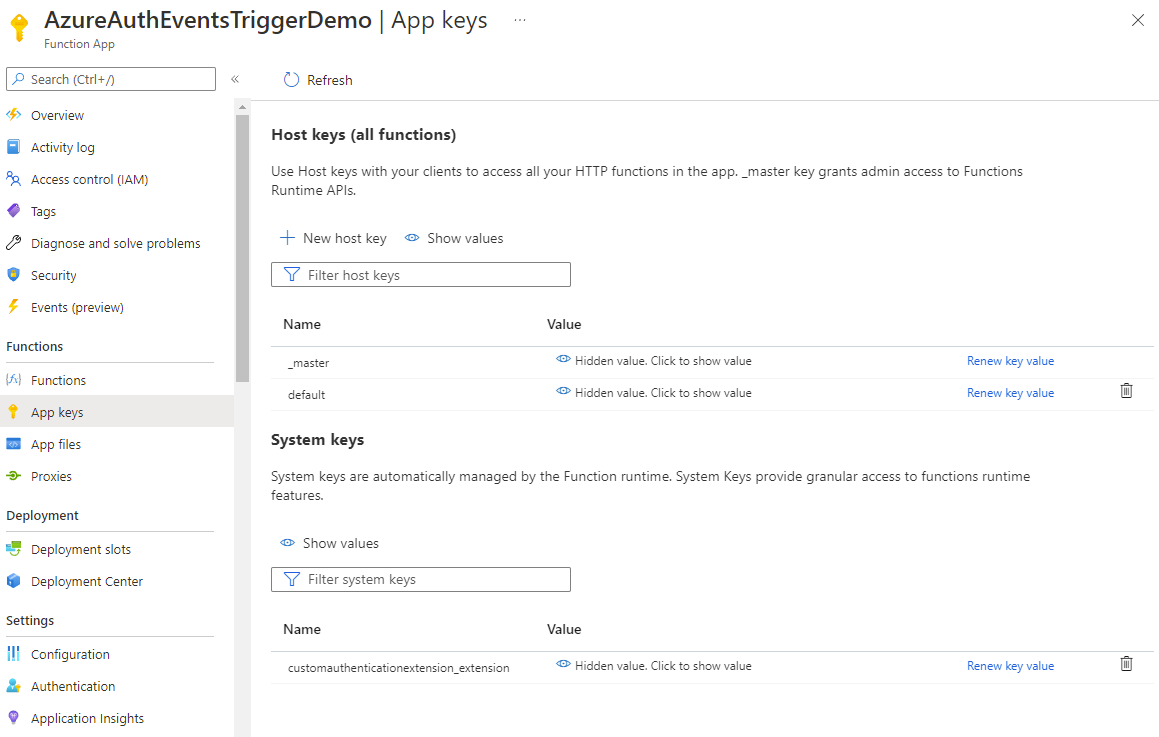 AzureAuthEventsTriggerDemo | App keys ...
Function App
Search (Ctrl+/)
«
Overview
Activity log
Access control (IAM)
Tags
Diagnose and solve problems
Security
Events (preview)
Functions
Functions
App keys
App files
Proxies
Deployment
Deployment slots
Deployment Center
Settings
Configuration
Authentication
Application Insights
Refresh
Host keys (all functions)
Use Host keys with your clients to access all your HTTP functions in the app. _master key grants admin access to Functions
Runtime APIs.
New host key Show values
Filter host keys
Name Value
_master Hidden value. Click to show value Renew key value
default Hidden value. Click to show value Renew key value
System keys
System keys are automatically managed by the Function runtime. System Keys provide granular access to functions runtime
features.
Show values
Filter system keys
Name Value
customauthenticationextension_extension Hidden value. Click to show value Renew key value